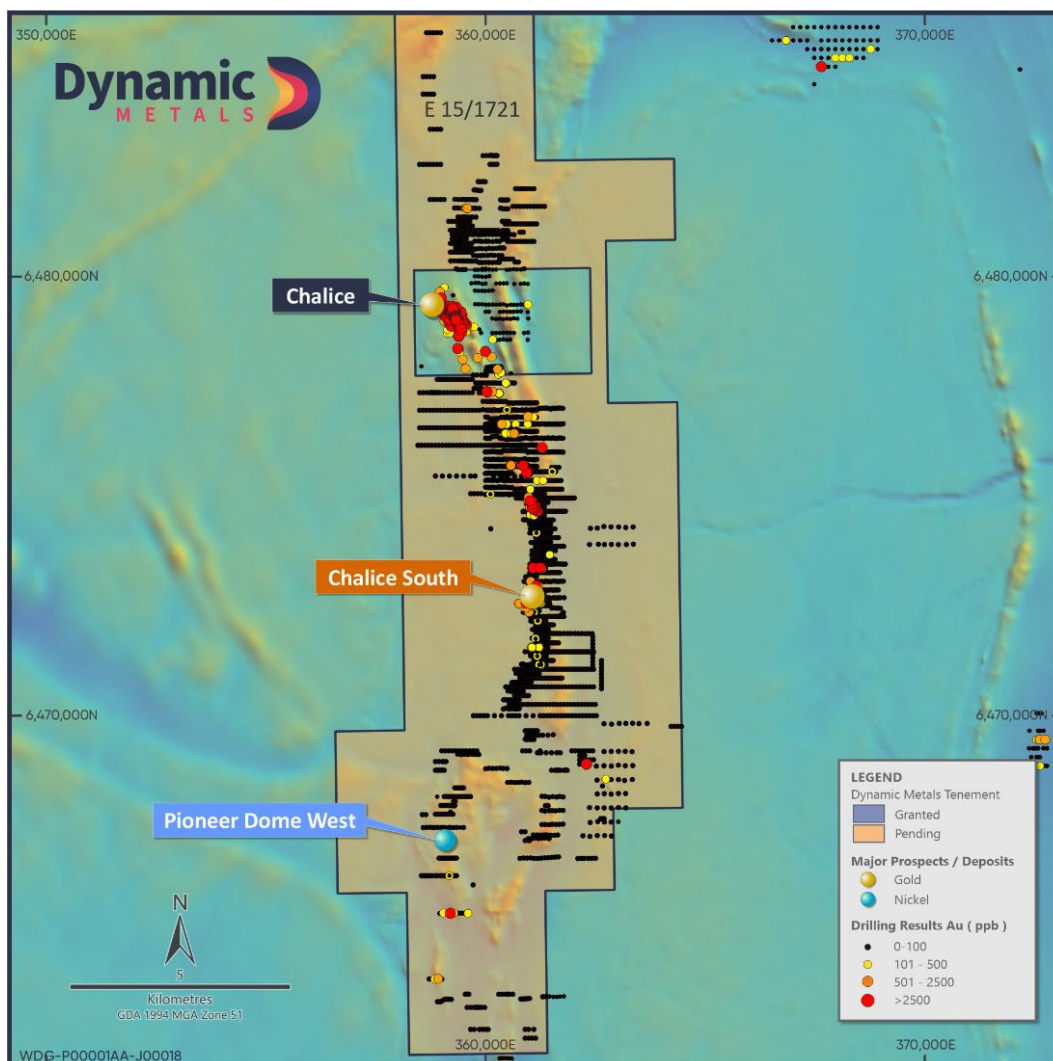 350,000E
360,000E
370,000E
Dynamic
METALS
E 15/1721
6,480,000N
6,480,000N
Chalice
Chalice South
6,470,000N
6,470,000N
Pioneer Dome West
LEGEND
Dynamic Metals Tenement
Granted
Pending
Major Prospects / Deposits
Gold
Nickel
Drilling Results Au ( ppb )
0-100
101 - 500
501 - 2500
>2500
N
5
Kilometres
GDA 1994 MGA Zone 51
WDG-P00001AA-J00018
360,000E
370,000E